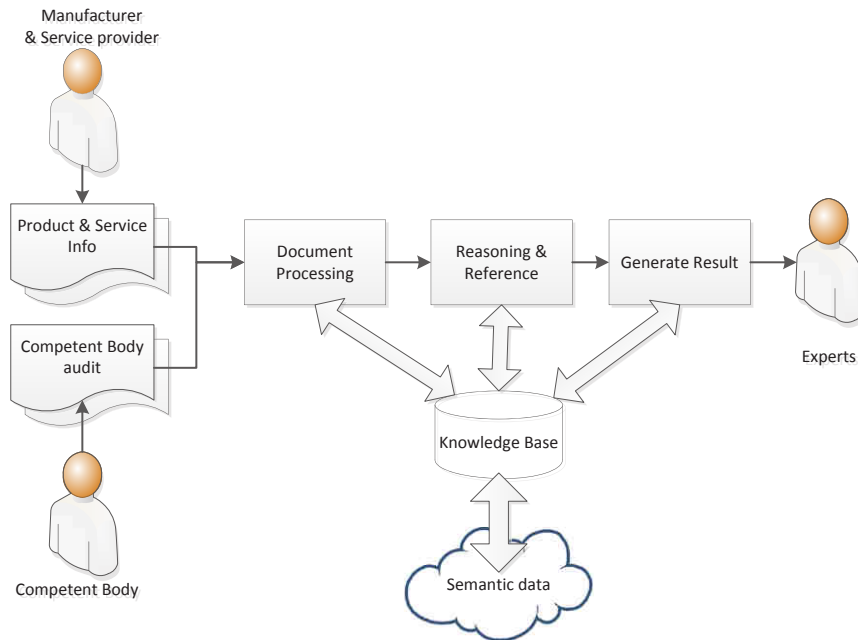 Manufacturer
& Service provider
Product & Service
Info
Document
Processing
Reasoning &
Reference
Generate Result
Competent Body
audit
Experts
Knowledge Base
Competent Body
Semantic data